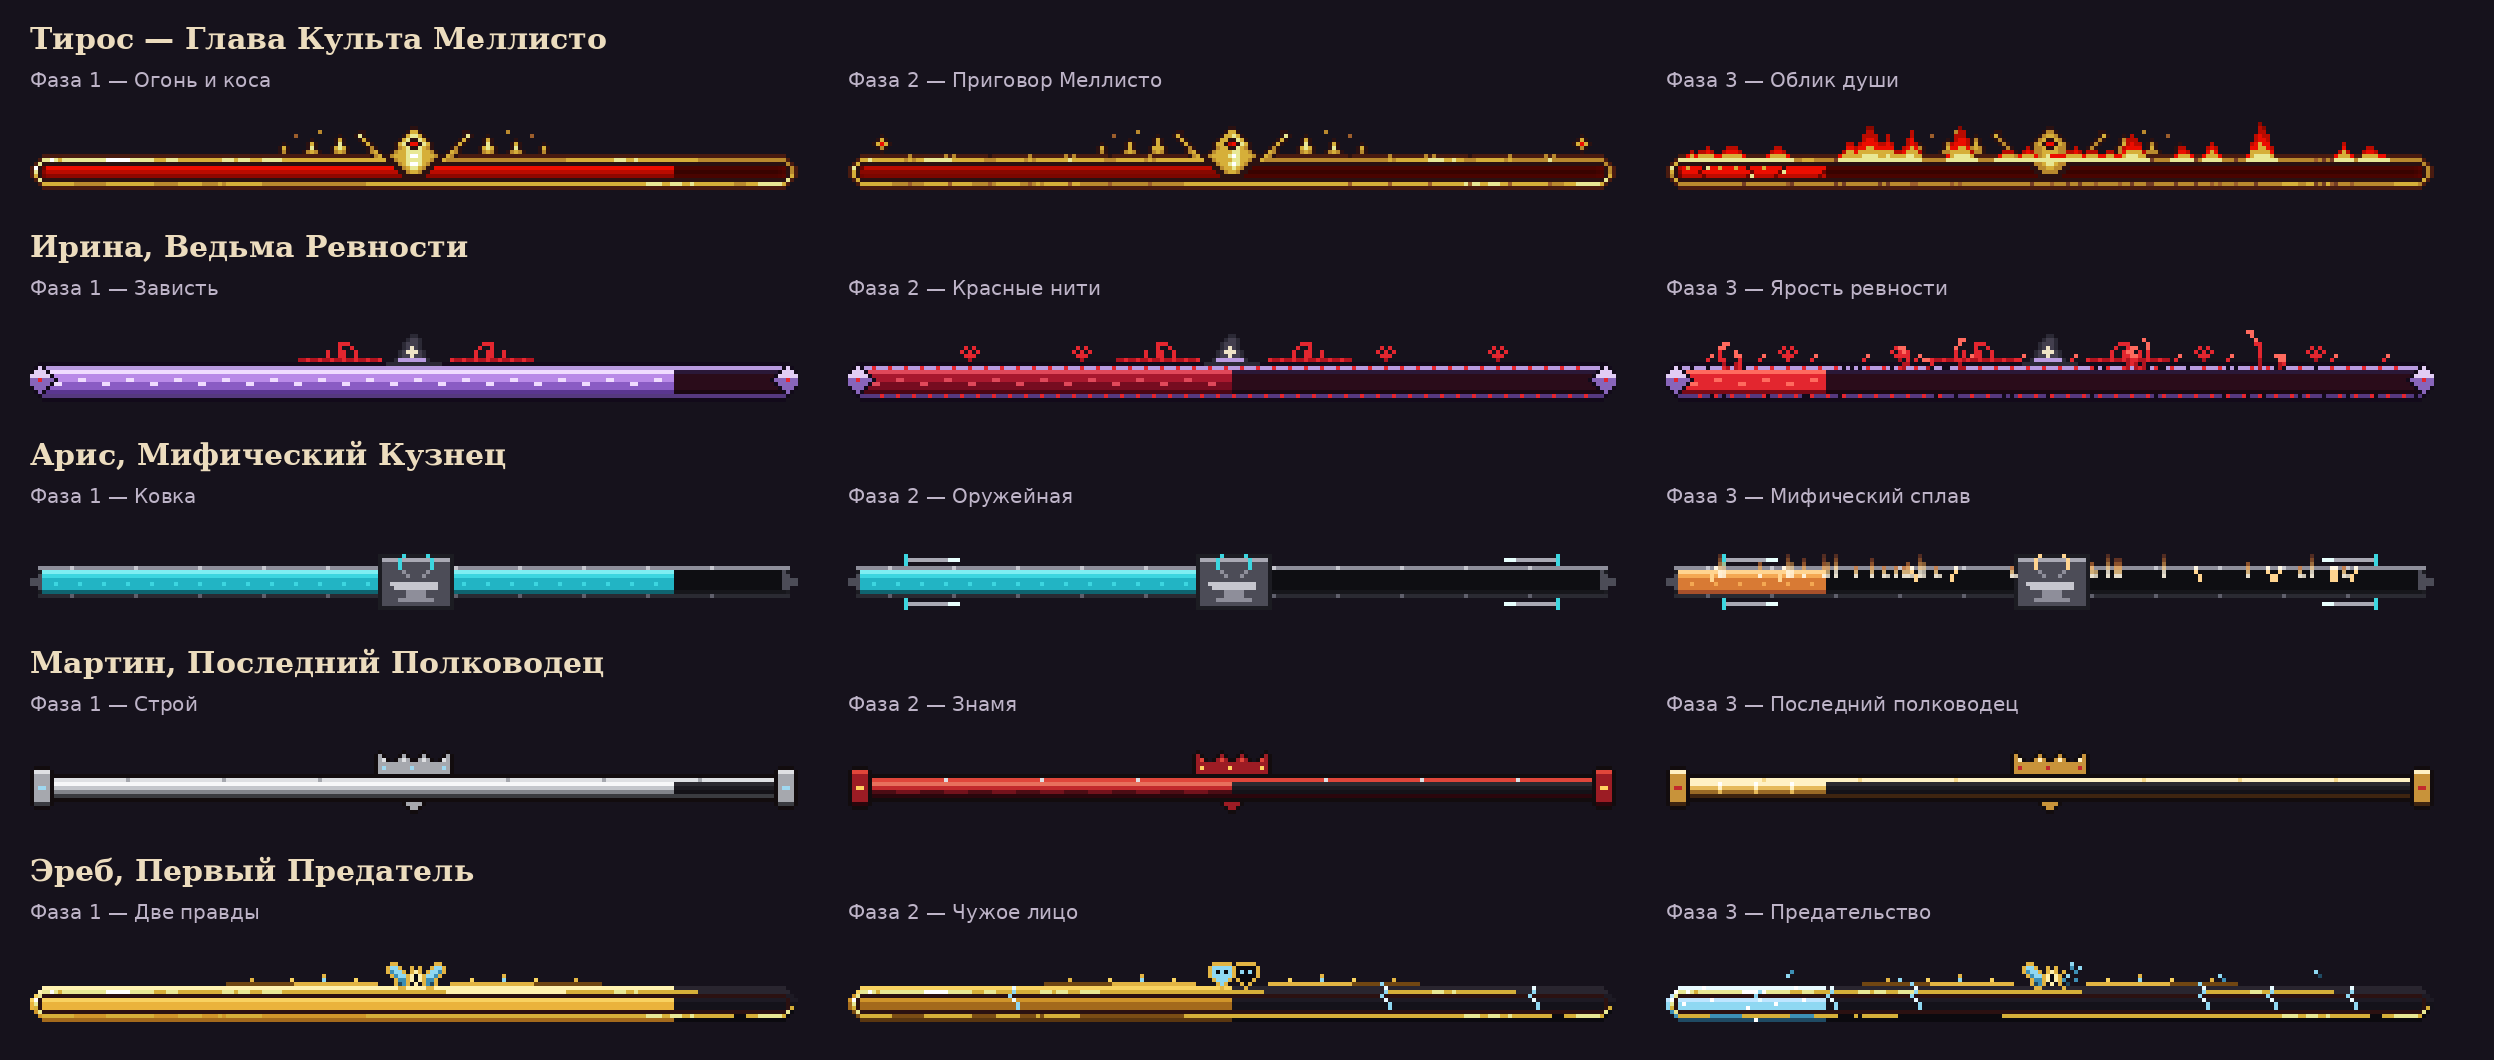 Тирос — Глава Культа Меллисто
Фаза 1 — Огонь и коса
Фаза 2 — Приговор Меллисто
Фаза 3 — Облик души
Ирина, Ведьма Ревности
Фаза 1 — Зависть
Фаза 2 — Красные нити
Фаза 3 — Ярость ревности
Арис, Мифический Кузнец
Фаза 1 — Ковка
Фаза 2 — Оружейная
Фаза 3 — Мифический сплав
Мартин, Последний Полководец
Фаза 1 — Строй
Фаза 2 — Знамя
Фаза 3 — Последний полководец
Эреб, Первый Предатель
Фаза 1 — Две правды
Фаза 2 — Чужое лицо
Фаза 3 — Предательство